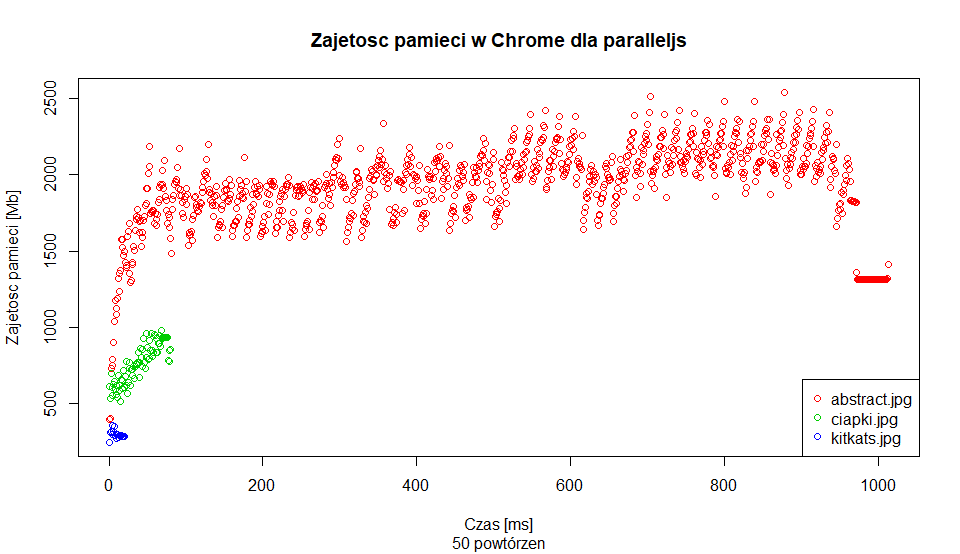 Zajetosc pamieci w Chrome dla paralleljs
Zajetosc pamieci [Mb]
2500
2000
1500
1000
500
abstract.jpg
ciapki.jpg
kitkats.jpg
0 200 400 600 800 1000
Czas [ms]
50 powtórzen